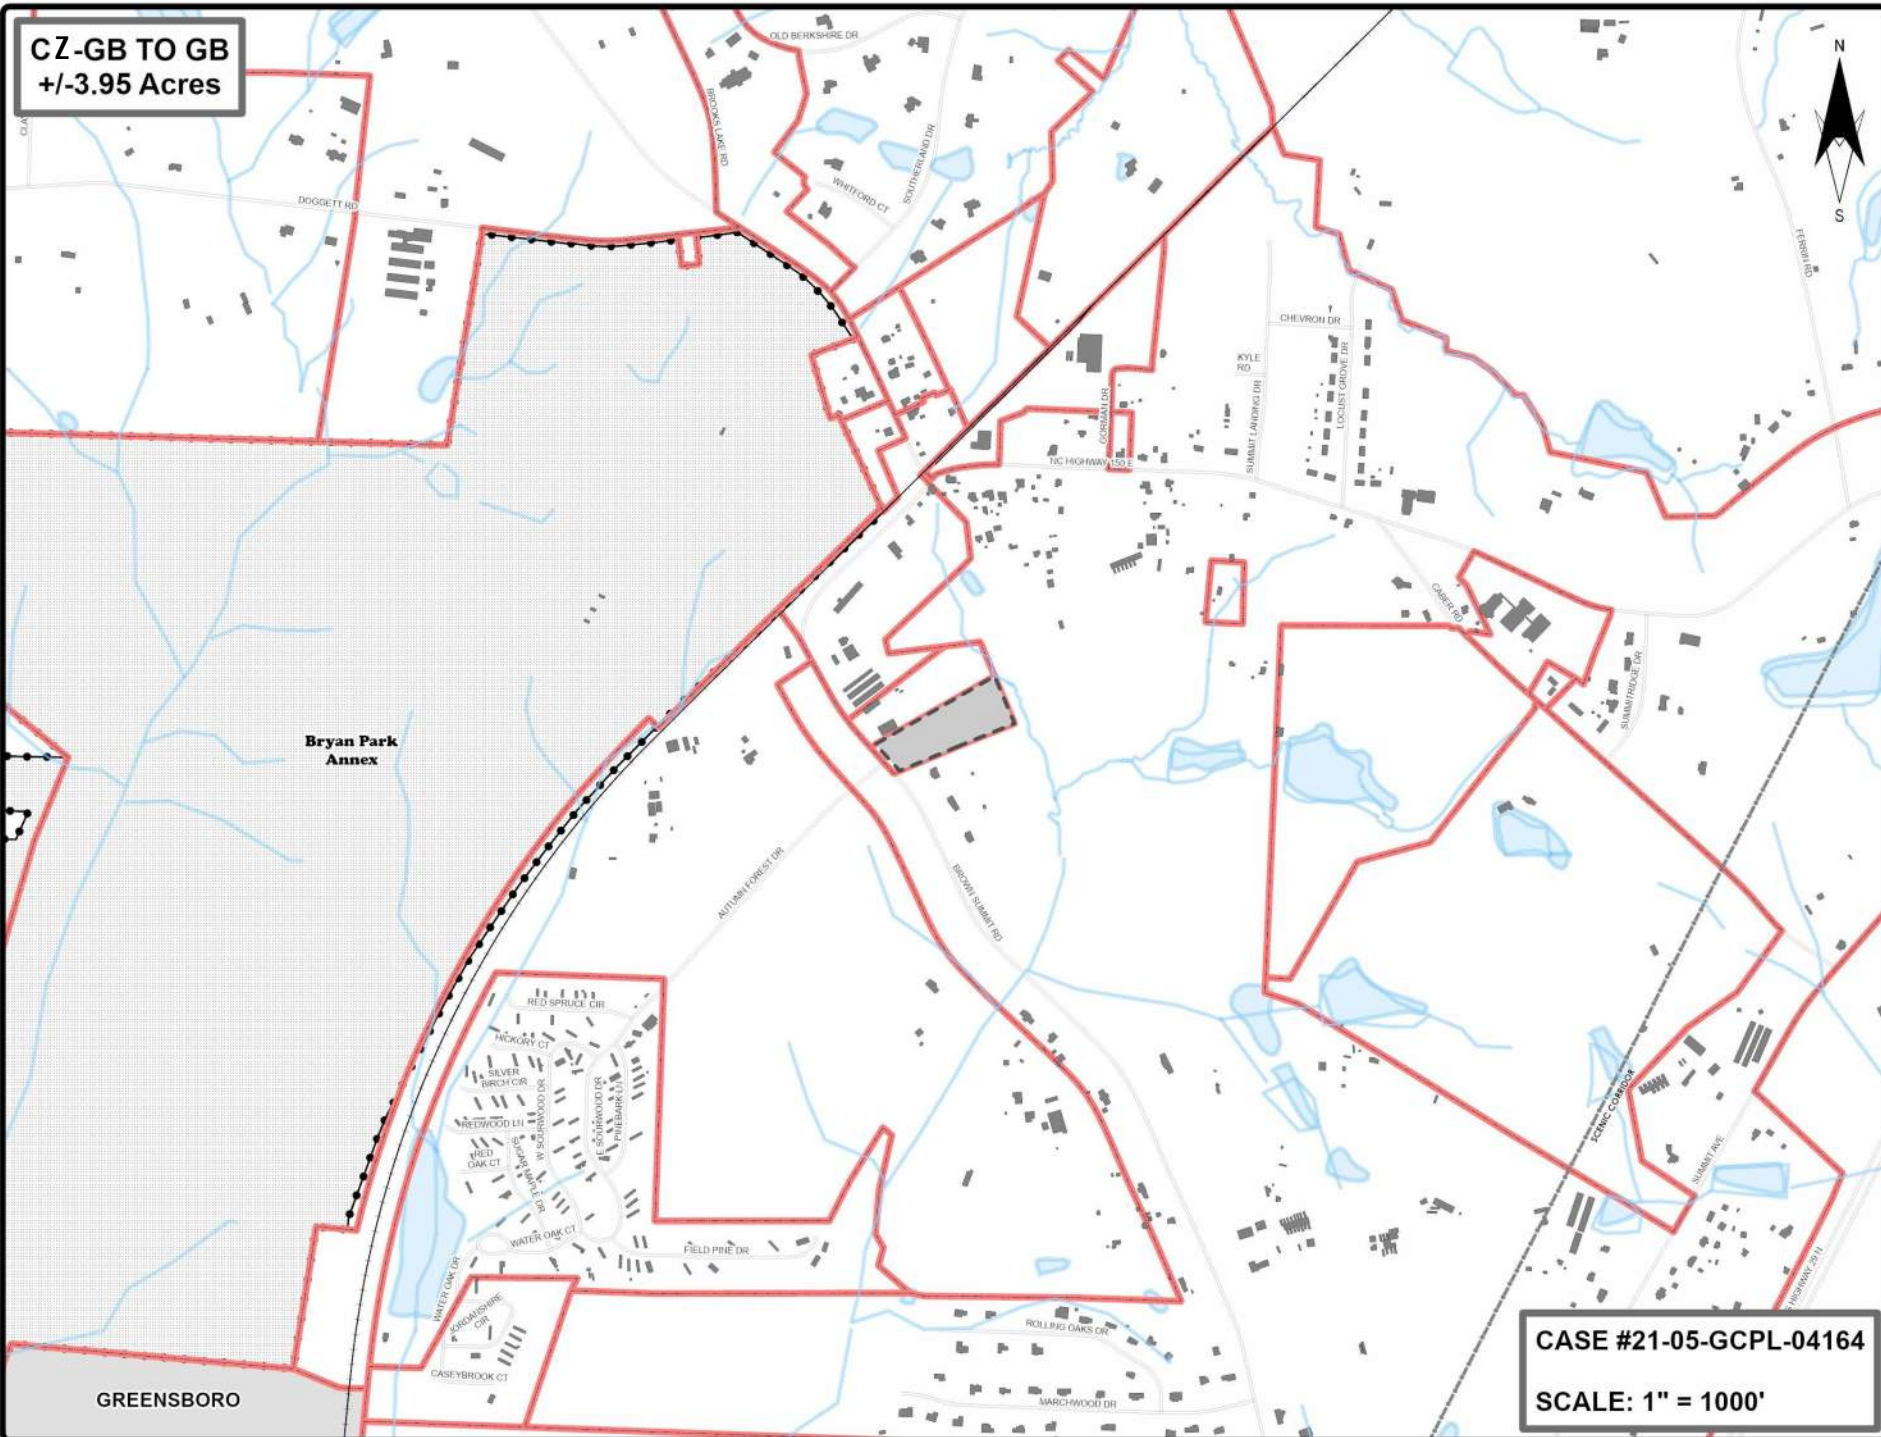 CZ-GB TO GB
+/-3.95 Acres
N
S
OLD BERKSHIRE DR
BROOKS LAKE RD
SOUTHERLAND DR
WHITFORD CT
DOGGETT RD
FERRIN RD
CHEVRON DR
KYLE
RD
LOCUST GROVE DR
SUMMIT LANDING DR
GORMAN DR
NC HIGHWAY 150 E
CABER RD
SUMMITRIDGE DR
Bryan Park
Annex
AUTUMN FOREST DR
BROWN SUMMIT RD
RED SPRUCE CIR
HICKORY CT
SILVER
BIRCH CIR
W SOURWOOD DR
E SOURWOOD DR
PINEBARK LN
REDWOOD LN
RED
OAK CT
SUGAR MAPLE DR
WATER OAK CT
FIELD PINE DR
WATER OAK DR
JORDANSHIRE
CIR
CASEYBROOK CT
SCENIC CORRIDOR
SUMMIT AVE
HIGHWAY 29 N
ROLLING OAKS DR
MARCHWOOD DR
GREENSBORO
CASE #21-05-GCPL-04164
SCALE: 1" = 1000'